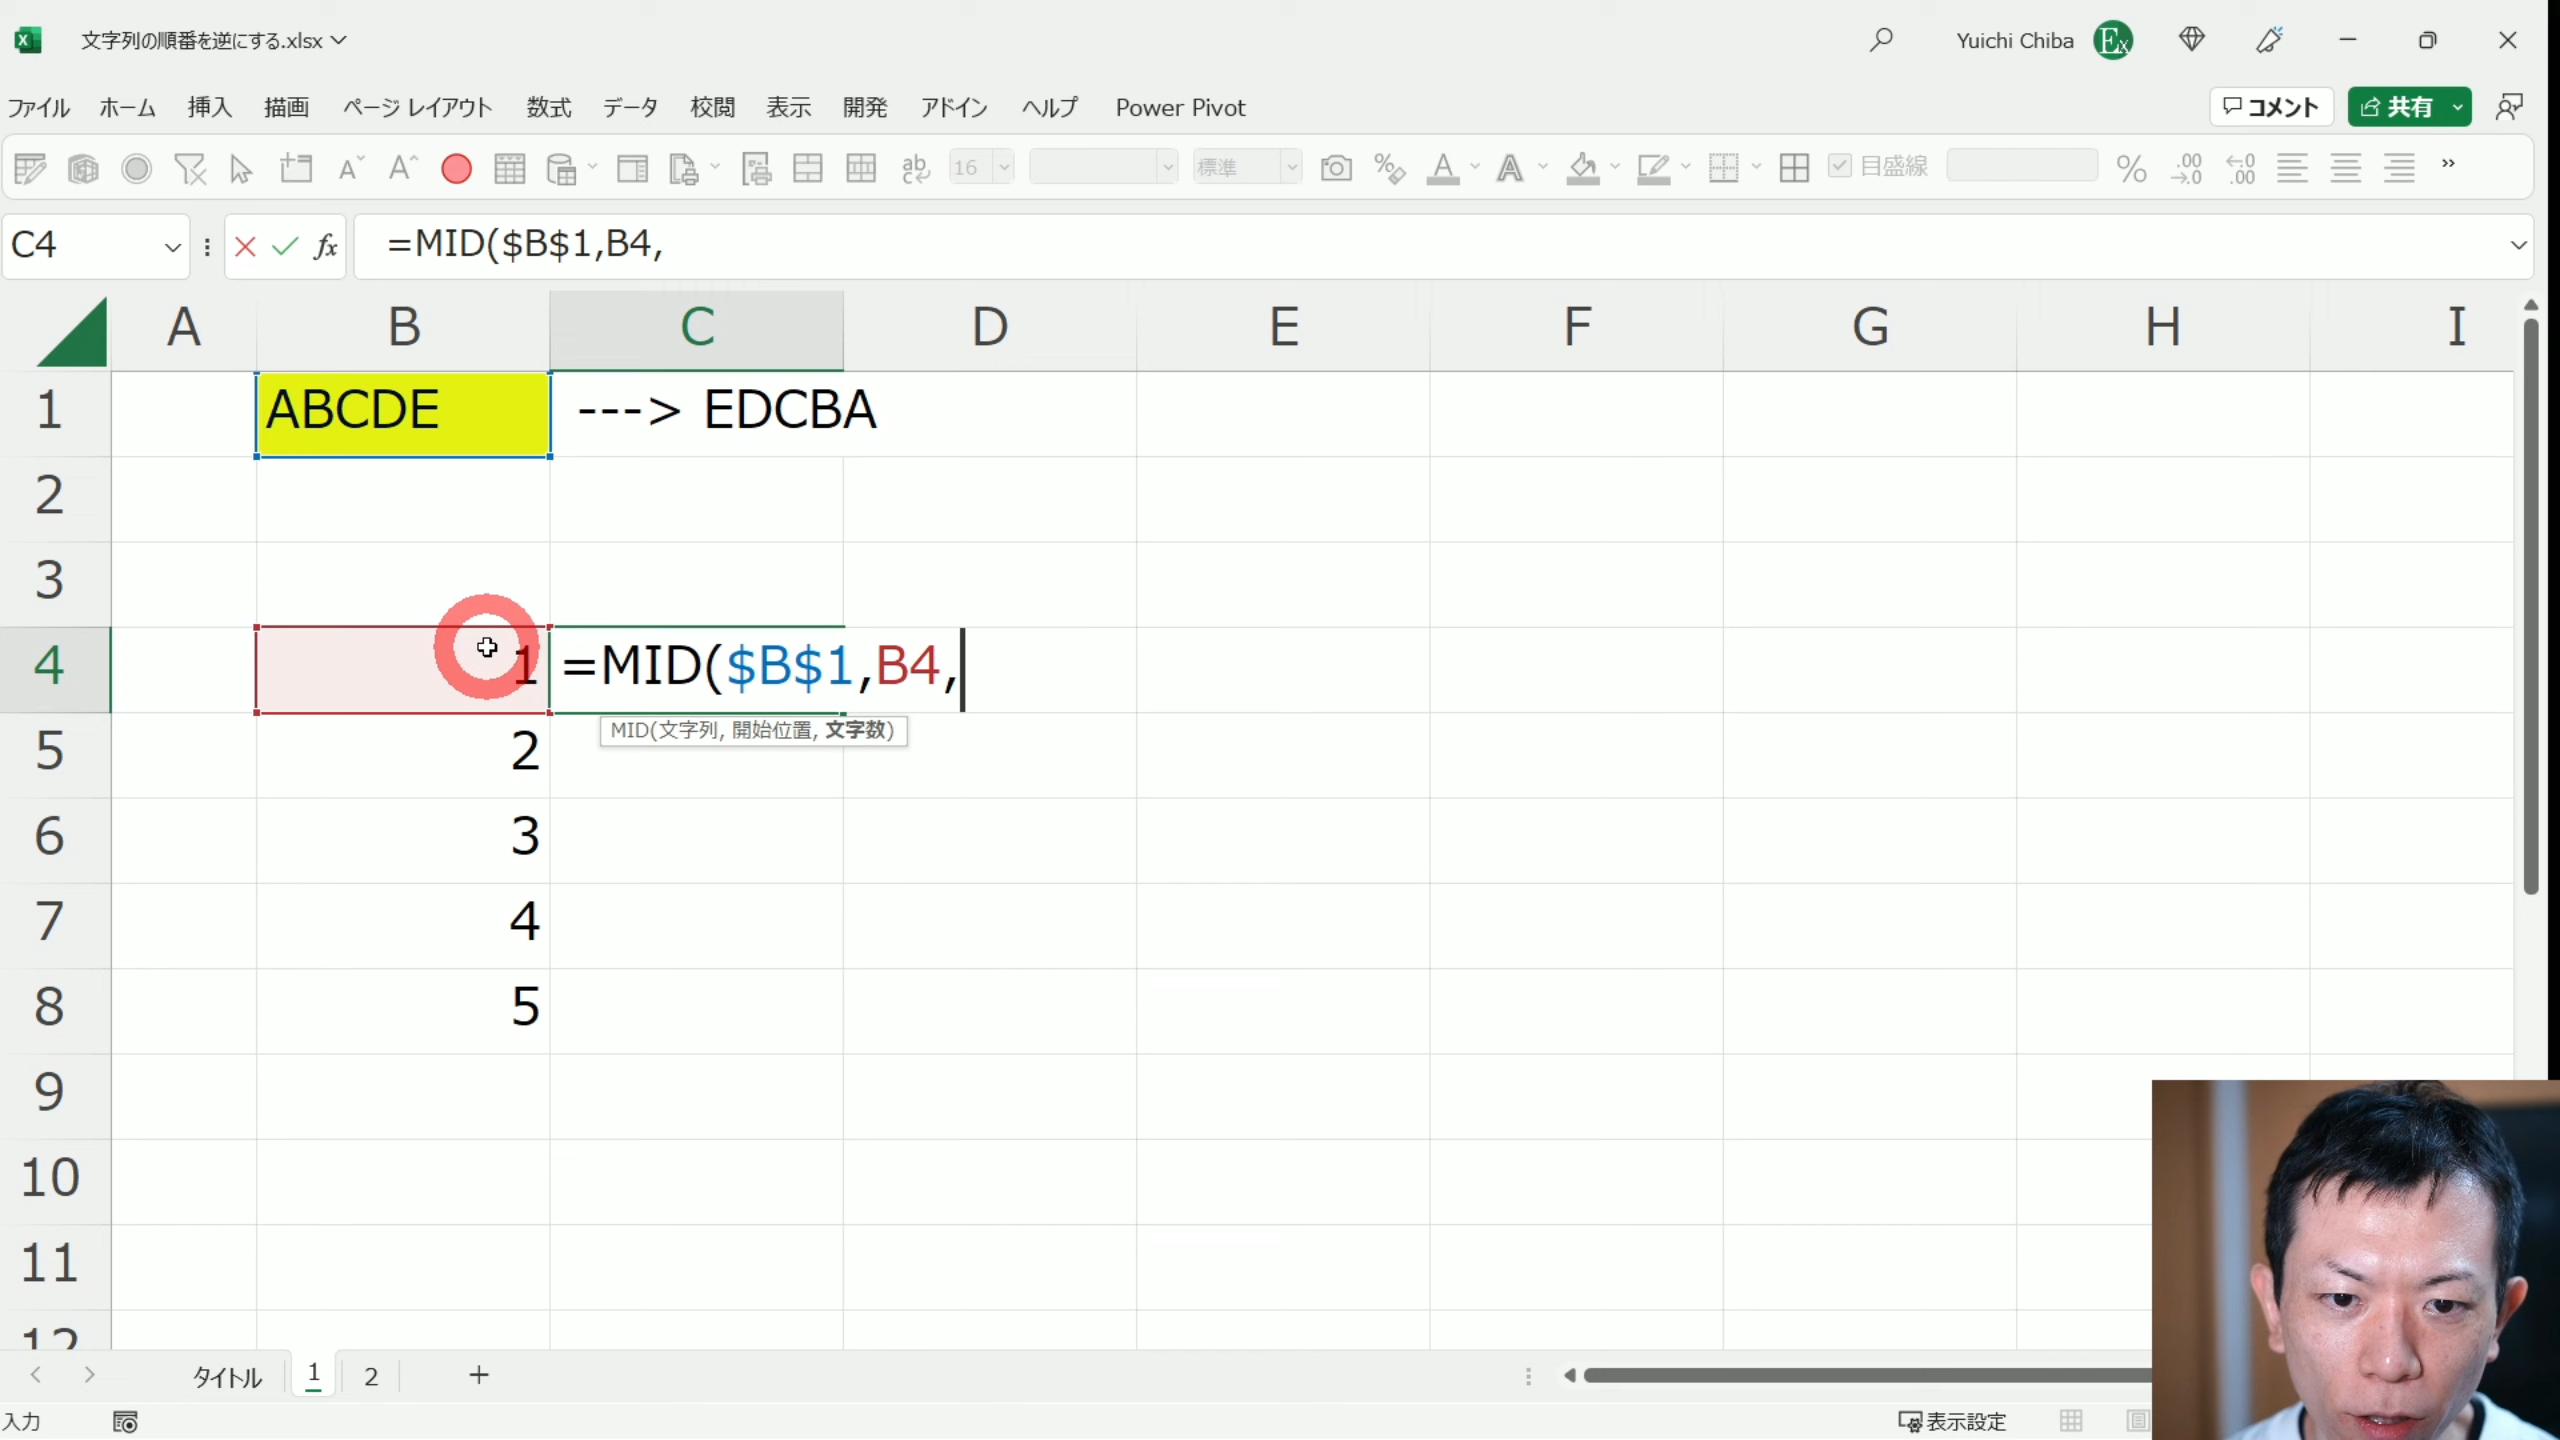 文字列の順番を逆にする.xlsx
Yuichi Chiba
ファイル ホーム 挿入 描画 ページ レイアウト 数式 データ 校閲 表示 開発 アドイン ヘルプ Power Pivot
コメント 共有
16 標準 目盛線
C4 fx =MID($B$1,B4,
A B C D E F G H I
1 ABCDE ---> EDCBA
2
3
4 1 =MID($B$1,B4,
MID(文字列, 開始位置, 文字数)
5 2
6 3
7 4
8 5
9
10
11
12
タイトル 1 2
入力 表示設定